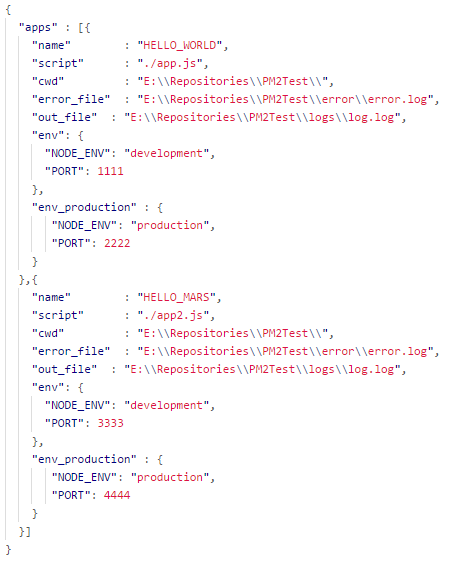 {
  "apps" : [{
    "name"        : "HELLO_WORLD",
    "script"      : "./app.js",
    "cwd"         : "E:\\Repositories\\PM2Test\\",
    "error_file"  : "E:\\Repositories\\PM2Test\\error\\error.log",
    "out_file"  : "E:\\Repositories\\PM2Test\\logs\\log.log",
    "env": {
      "NODE_ENV": "development",
      "PORT": 1111
    },
    "env_production" : {
       "NODE_ENV": "production",
       "PORT": 2222
    }
  },{
    "name"        : "HELLO_MARS",
    "script"      : "./app2.js",
    "cwd"         : "E:\\Repositories\\PM2Test\\",
    "error_file"  : "E:\\Repositories\\PM2Test\\error\\error.log",
    "out_file"  : "E:\\Repositories\\PM2Test\\logs\\log.log",
    "env": {
      "NODE_ENV": "development",
      "PORT": 3333
    },
    "env_production" : {
       "NODE_ENV": "production",
       "PORT": 4444
    }
  }]
}